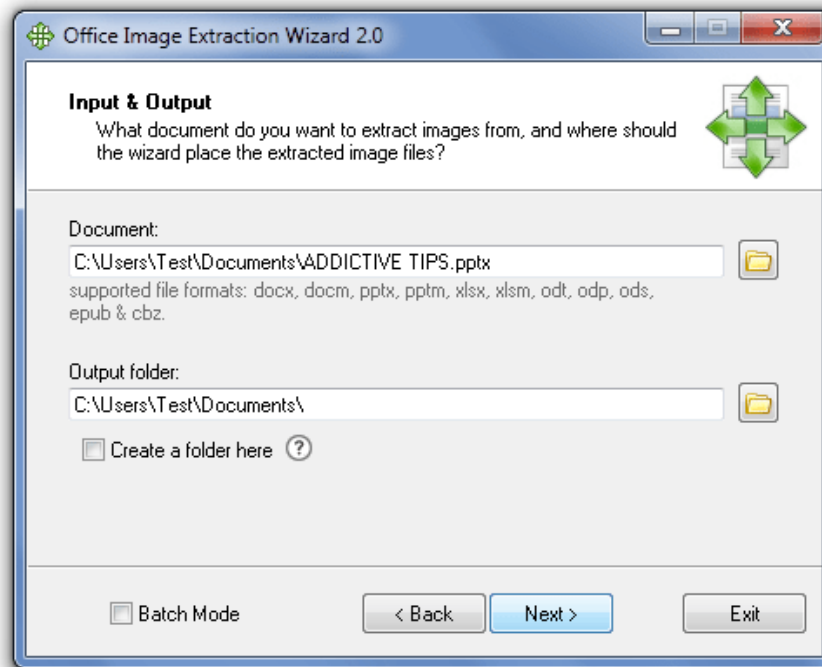 Office Image Extraction Wizard 2.0
Input & Output
What document do you want to extract images from, and where should
the wizard place the extracted image files?
Document:
C:\Users\Test\Documents\ADDICTIVE TIPS.pptx
supported file formats: docx, docm, pptx, pptm, xlsx, xlsm, odt, odp, ods,
epub & cbz.
Output folder:
C:\Users\Test\Documents\
Create a folder here ?
Batch Mode < Back Next > Exit